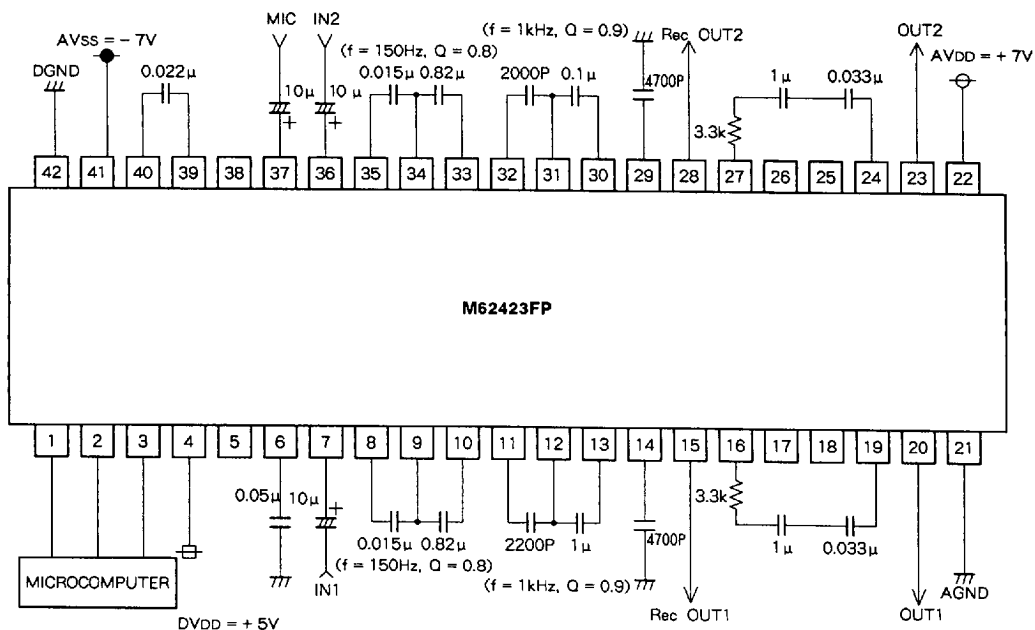 MIC IN2
AVSS = – 7V
(f = 1kHz, Q = 0.9)
Rec OUT2
OUT2
AVDD = + 7V
(f = 150Hz, Q = 0.8)
DGND
0.022μ
0.015μ 0.82μ
2000P 0.1μ
4700P
1μ
0.033μ
10μ
+
10μ
+
3.3k
42 41 40 39 38 37 36 35 34 33 32 31 30 29 28 27 26 25 24 23 22
M62423FP
1 2 3 4 5 6 7 8 9 10 11 12 13 14 15 16 17 18 19 20 21
0.05μ
10μ
+
3.3k
0.015μ 0.82μ
2200P 1μ
4700P
1μ
0.033μ
(f = 150Hz, Q = 0.8)
MICROCOMPUTER
IN1
(f = 1kHz, Q = 0.9)
AGND
Rec OUT1
OUT1
DVDD = + 5V